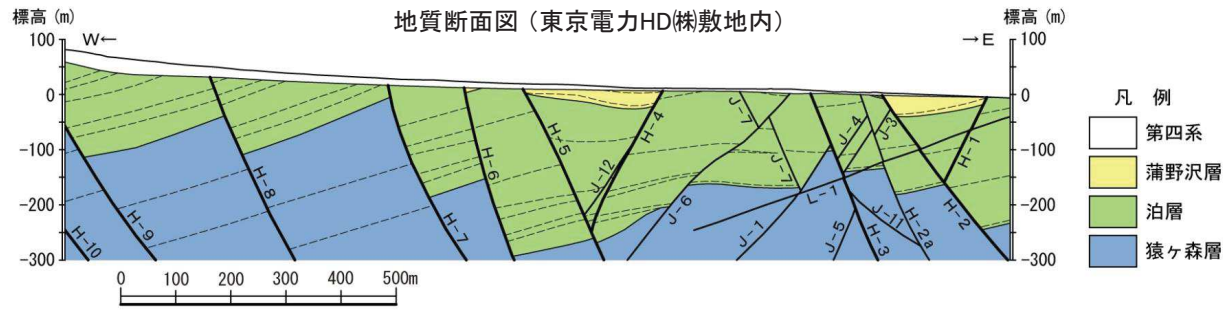 地質断面図（東京電力HD㈱敷地内）
標高 (m)
標高 (m)
W←
→E
100
0
-100
-200
-300
100
0
-100
-200
-300
H-10
H-9
H-8
H-7
H-6
H-5
J-12
H-4
J-7
J-7
J-6
J-1
L-1
J-5
J-4
J-3
H-3
J-11
H-2a
H-2
H-1
0 100 200 300 400 500m
凡 例
第四系
蒲野沢層
泊層
猿ヶ森層